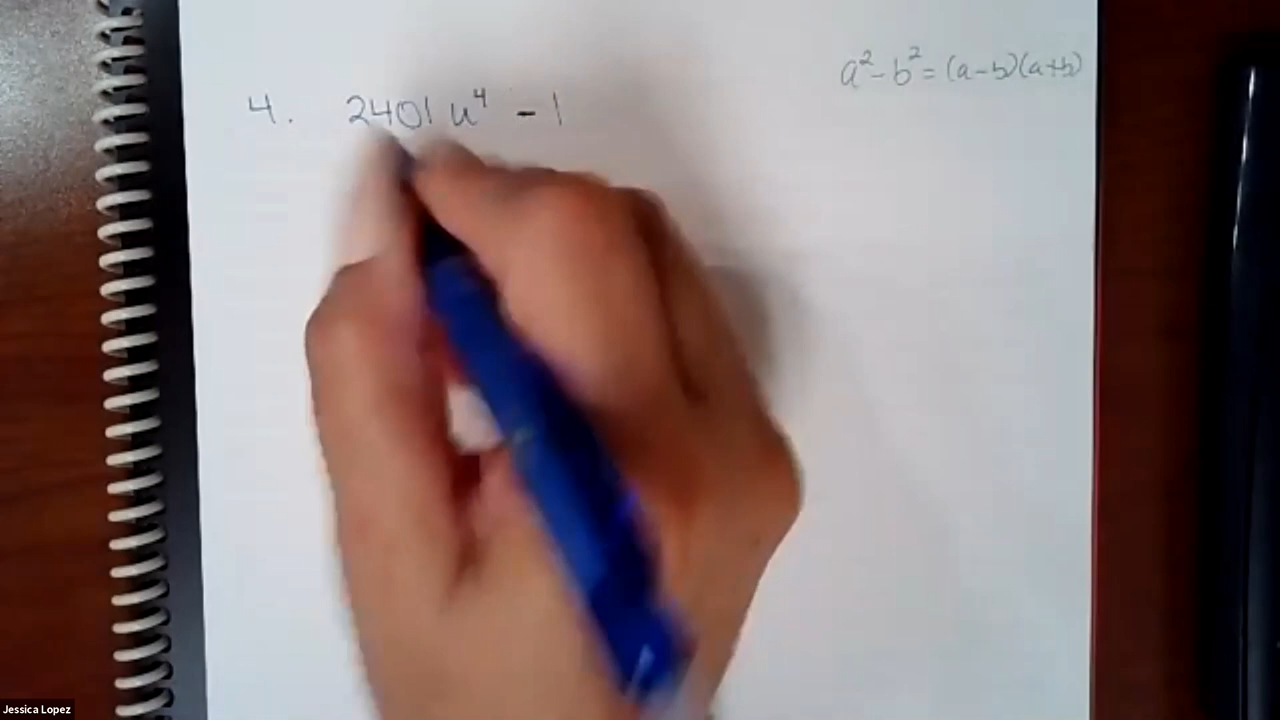 a² - b² = (a-b)(a+b)
4. 2401 u⁴ - 1
Jessica Lopez